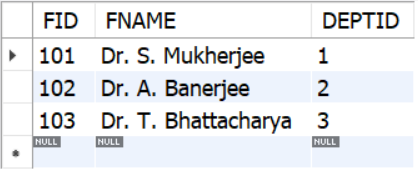 FID FNAME DEPTID
101 Dr. S. Mukherjee 1
102 Dr. A. Banerjee 2
103 Dr. T. Bhattacharya 3
NULL NULL NULL